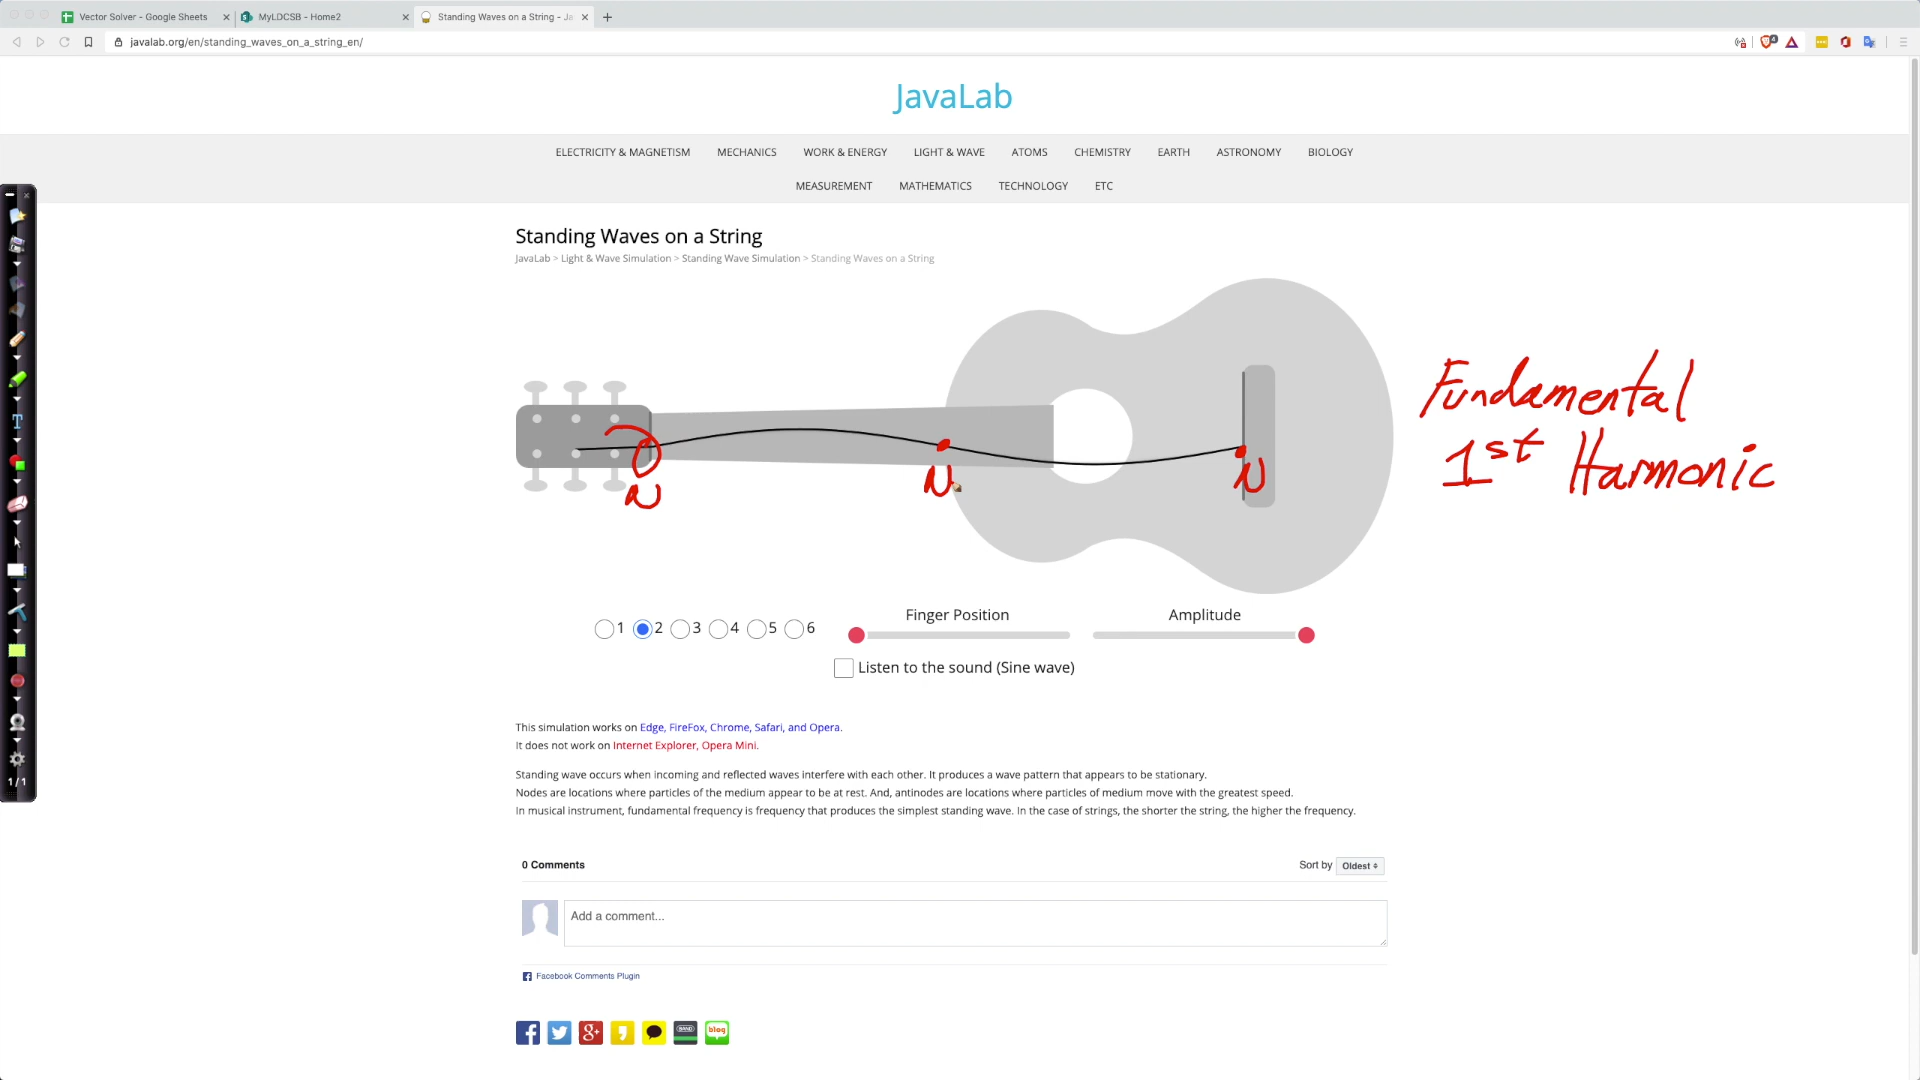 Vector Solver - Google Sheets
MyLDCSB - Home2
Standing Waves on a String - Ja
javalab.org/en/standing_waves_on_a_string_en/
JavaLab
ELECTRICITY & MAGNETISM MECHANICS WORK & ENERGY LIGHT & WAVE ATOMS CHEMISTRY EARTH ASTRONOMY BIOLOGY
MEASUREMENT MATHEMATICS TECHNOLOGY ETC
Standing Waves on a String
JavaLab > Light & Wave Simulation > Standing Wave Simulation > Standing Waves on a String
Fundamental
1st Harmonic
N N N
Finger Position Amplitude
1 2 3 4 5 6
Listen to the sound (Sine wave)
This simulation works on Edge, FireFox, Chrome, Safari, and Opera.
It does not work on Internet Explorer, Opera Mini.
Standing wave occurs when incoming and reflected waves interfere with each other. It produces a wave pattern that appears to be stationary.
Nodes are locations where particles of the medium appear to be at rest. And, antinodes are locations where particles of medium move with the greatest speed.
In musical instrument, fundamental frequency is frequency that produces the simplest standing wave. In the case of strings, the shorter the string, the higher the frequency.
0 Comments Sort by Oldest
Add a comment...
Facebook Comments Plugin
BAND
blog
T
1/1